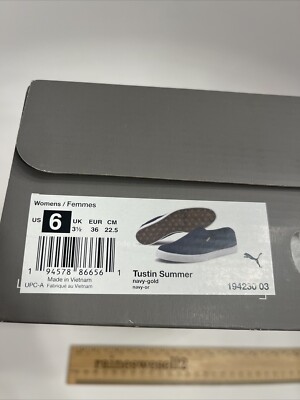 Womens / Femmes
US 6 UK EUR CM
3½ 36 22.5
1 94578 86656 1
Made in Vietnam
UPC-A Fabriqué au Vietnam
Tustin Summer
navy-gold
navy-or
194230 03